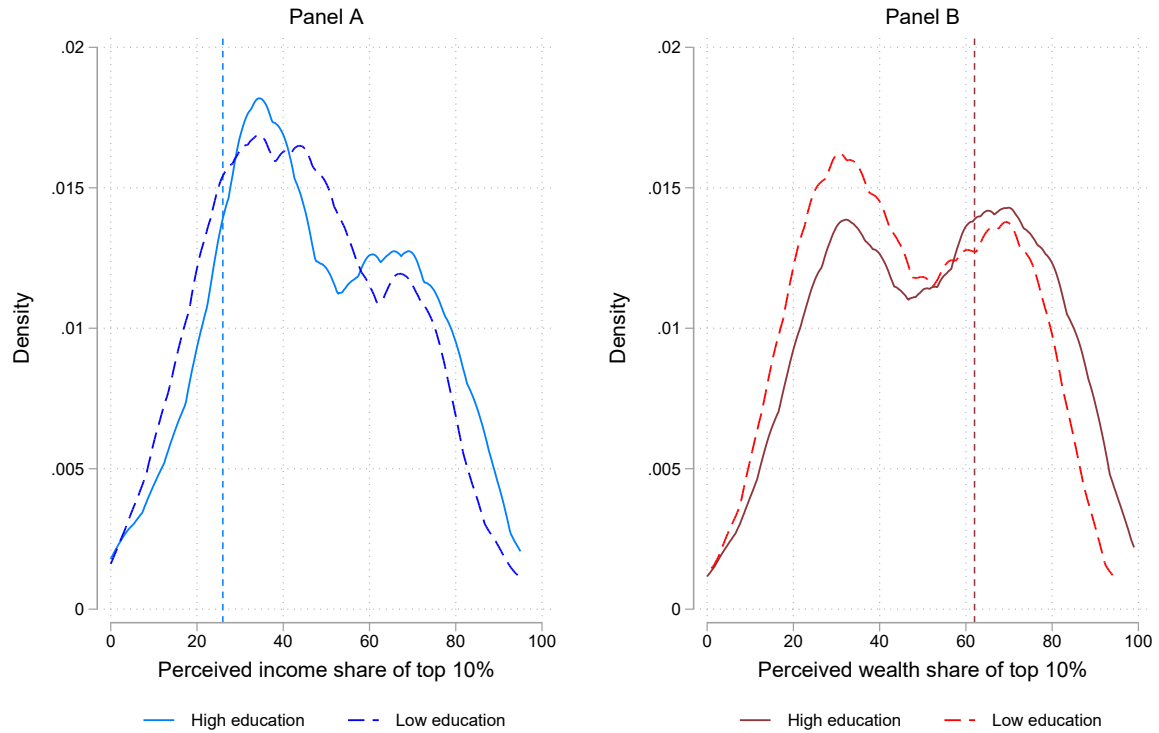 Panel A
.02
.015
.01
.005
0
Density
0 20 40 60 80 100
Perceived income share of top 10%
High education Low education
Panel B
.02
.015
.01
.005
0
Density
0 20 40 60 80 100
Perceived wealth share of top 10%
High education Low education